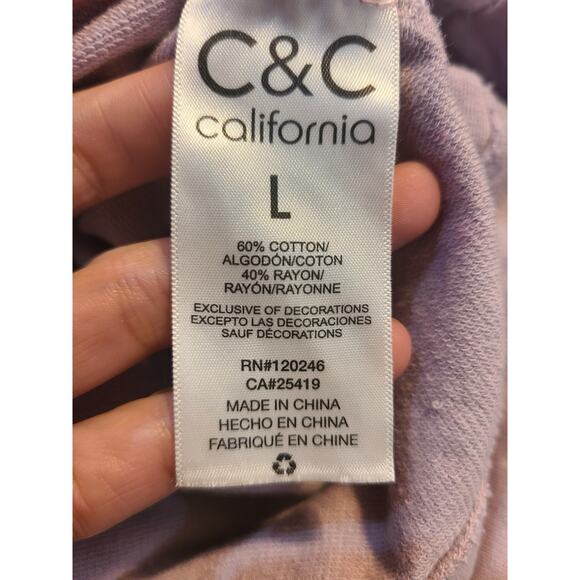 C&C
california
L
60% COTTON/
ALGODÓN/COTON
40% RAYON/
RAYÓN/RAYONNE
EXCLUSIVE OF DECORATIONS
EXCEPTO LAS DECORACIONES
SAUF DÉCORATIONS
RN#120246
CA#25419
MADE IN CHINA
HECHO EN CHINA
FABRIQUÉ EN CHINE